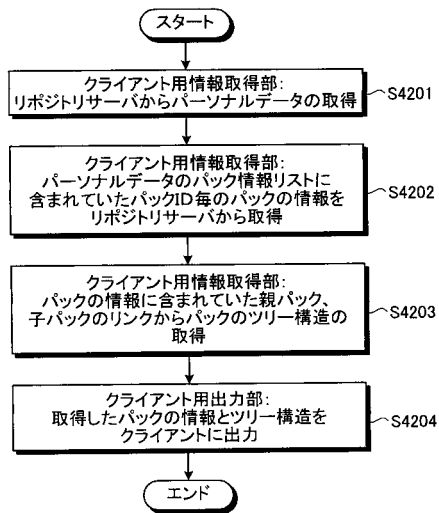 スタート
クライアント用情報取得部:
リポジトリサーバからパーソナルデータの取得
S4201
クライアント用情報取得部:
パーソナルデータのパック情報リストに
含まれていたパックID毎のパックの情報を
リポジトリサーバから取得
S4202
クライアント用情報取得部:
パックの情報に含まれていた親パック、
子パックのリンクからパックのツリー構造の
取得
S4203
クライアント用出力部:
取得したパックの情報とツリー構造を
クライアントに出力
S4204
エンド